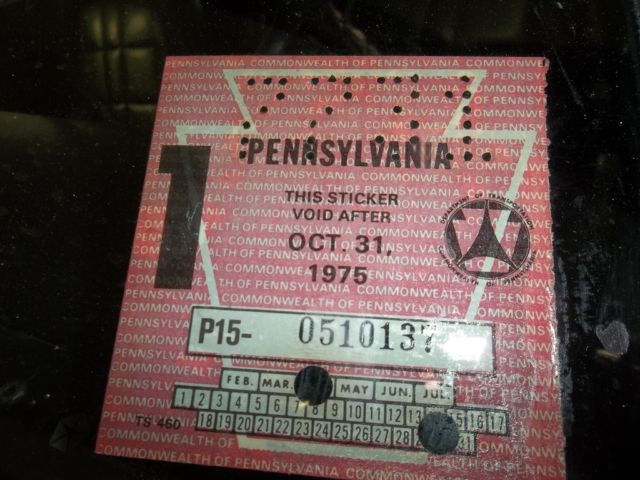 PENNSYLVANIA
1
THIS STICKER
VOID AFTER
OCT. 31,
1975
P15- 0510137
FEB. MAR. MAY JUN. JUL.
1 2 3 4 5 6 7 8 9 10 11 12 13 15 16 17
18 19 20 21 22 23 24 25 26 27 28 31
TS 460
COMMONWEALTH OF PENNSYLVANIA